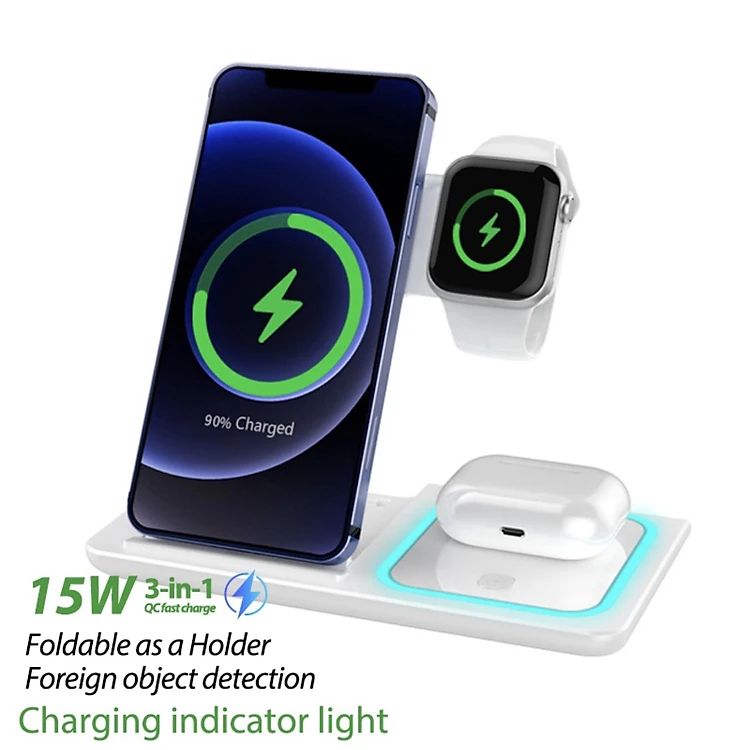 90% Charged
15W 3-in-1
QC fast charge
Foldable as a Holder
Foreign object detection
Charging indicator light